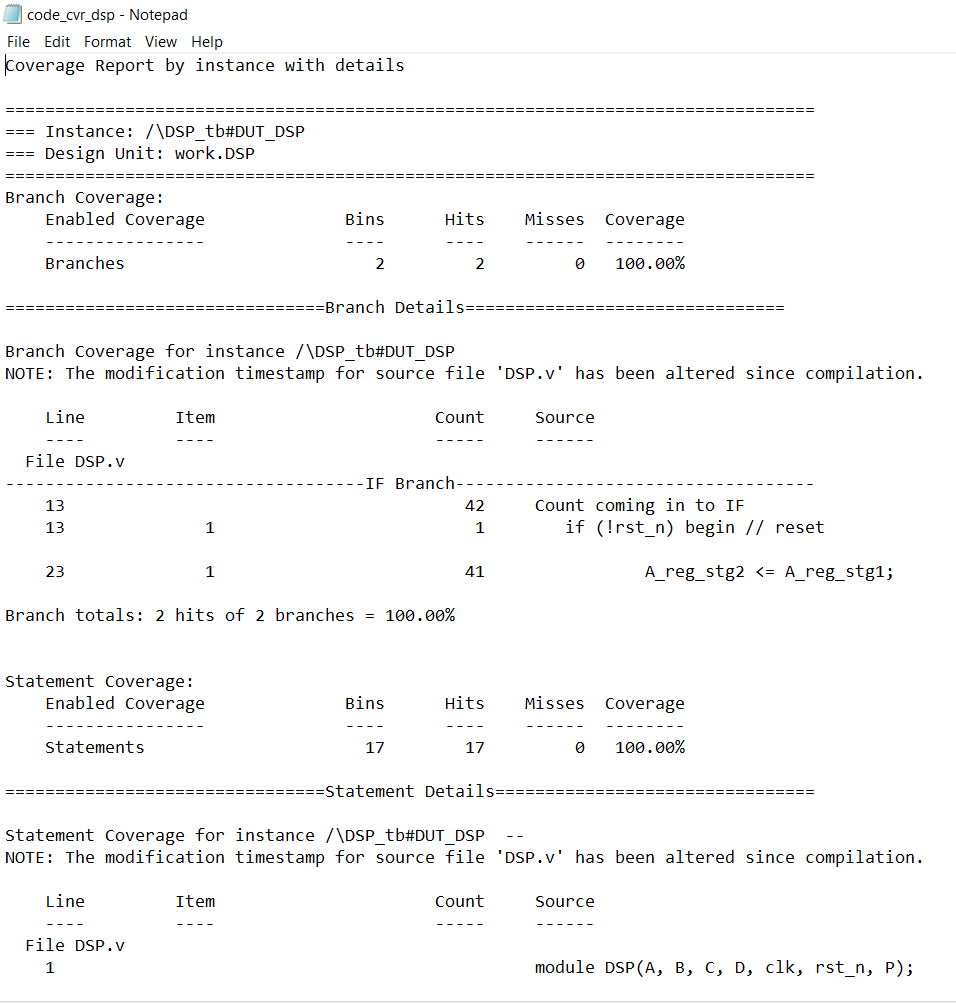 code_cvr_dsp - Notepad
File Edit Format View Help
Coverage Report by instance with details
=================================================================================
=== Instance: /\DSP_tb#DUT_DSP
=== Design Unit: work.DSP
=================================================================================
Branch Coverage:
    Enabled Coverage              Bins      Hits    Misses  Coverage
    ----------------              ----      ----    ------  --------
    Branches                         2         2         0   100.00%
================================Branch Details================================
Branch Coverage for instance /\DSP_tb#DUT_DSP
NOTE: The modification timestamp for source file 'DSP.v' has been altered since compilation.
    Line         Item                      Count     Source
    ----         ----                      -----     ------
  File DSP.v
------------------------------------IF Branch------------------------------------
    13                                        42     Count coming in to IF
    13            1                            1        if (!rst_n) begin // reset
    23            1                           41                A_reg_stg2 <= A_reg_stg1;
Branch totals: 2 hits of 2 branches = 100.00%
Statement Coverage:
    Enabled Coverage              Bins      Hits    Misses  Coverage
    ----------------              ----      ----    ------  --------
    Statements                      17        17         0   100.00%
================================Statement Details================================
Statement Coverage for instance /\DSP_tb#DUT_DSP  --
NOTE: The modification timestamp for source file 'DSP.v' has been altered since compilation.
    Line         Item                      Count     Source
    ----         ----                      -----     ------
  File DSP.v
    1                                                module DSP(A, B, C, D, clk, rst_n, P);